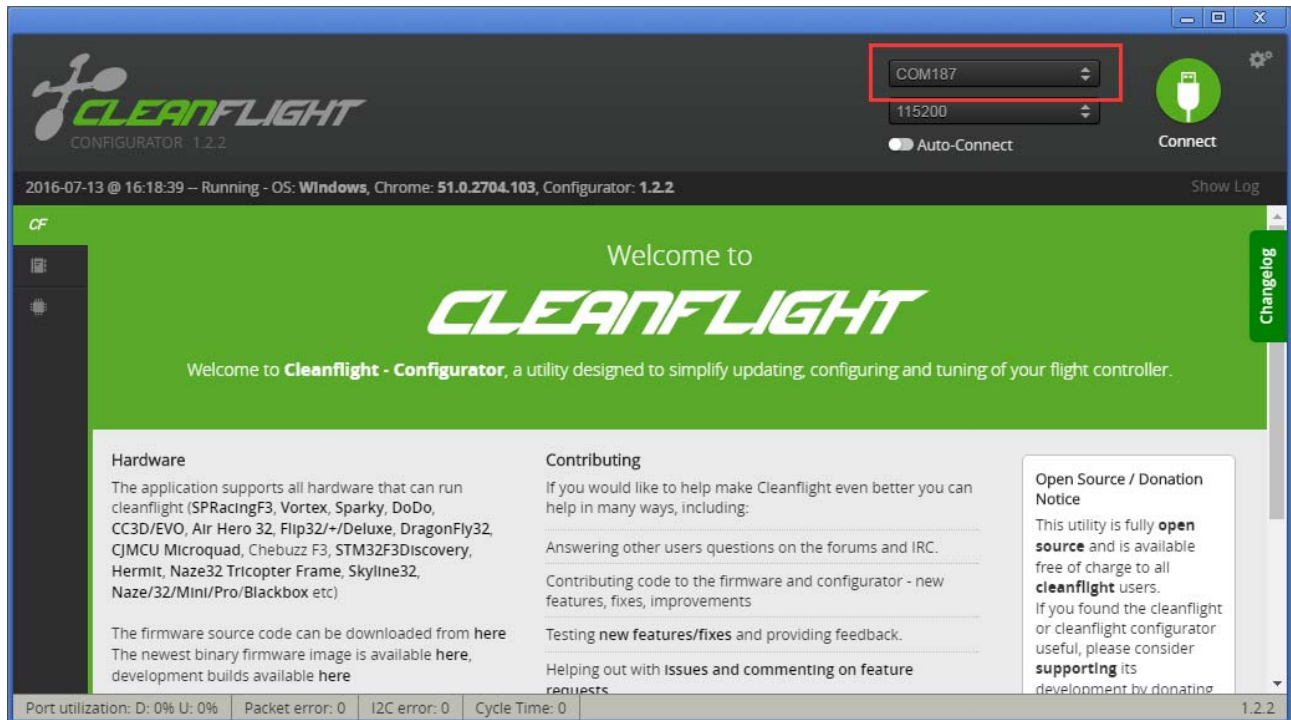 CLEANFLIGHT
CONFIGURATOR 1.2.2
COM187
115200
Auto-Connect
Connect
2016-07-13 @ 16:18:39 -- Running - OS: Windows, Chrome: 51.0.2704.103, Configurator: 1.2.2
Show Log
CF
Changelog
Welcome to
CLEANFLIGHT
Welcome to Cleanflight - Configurator, a utility designed to simplify updating, configuring and tuning of your flight controller.
Hardware
The application supports all hardware that can run
cleanflight (SPRacingF3, Vortex, Sparky, DoDo,
CC3D/EVO, Air Hero 32, Flip32/+/Deluxe, DragonFly32,
CJMCU Microquad, Chebuzz F3, STM32F3Discovery,
Hermit, Naze32 Tricopter Frame, Skyline32,
Naze/32/Mini/Pro/Blackbox etc)
The firmware source code can be downloaded from here
The newest binary firmware image is available here,
development builds available here
Contributing
If you would like to help make Cleanflight even better you can
help in many ways, including:
Answering other users questions on the forums and IRC.
Contributing code to the firmware and configurator - new
features, fixes, improvements
Testing new features/fixes and providing feedback.
Helping out with issues and commenting on feature
requests
Open Source / Donation
Notice
This utility is fully open
source and is available
free of charge to all
cleanflight users.
If you found the cleanflight
or cleanflight configurator
useful, please consider
supporting its
development by donating
Port utilization: D: 0% U: 0%
Packet error: 0
I2C error: 0
Cycle Time: 0
1.2.2